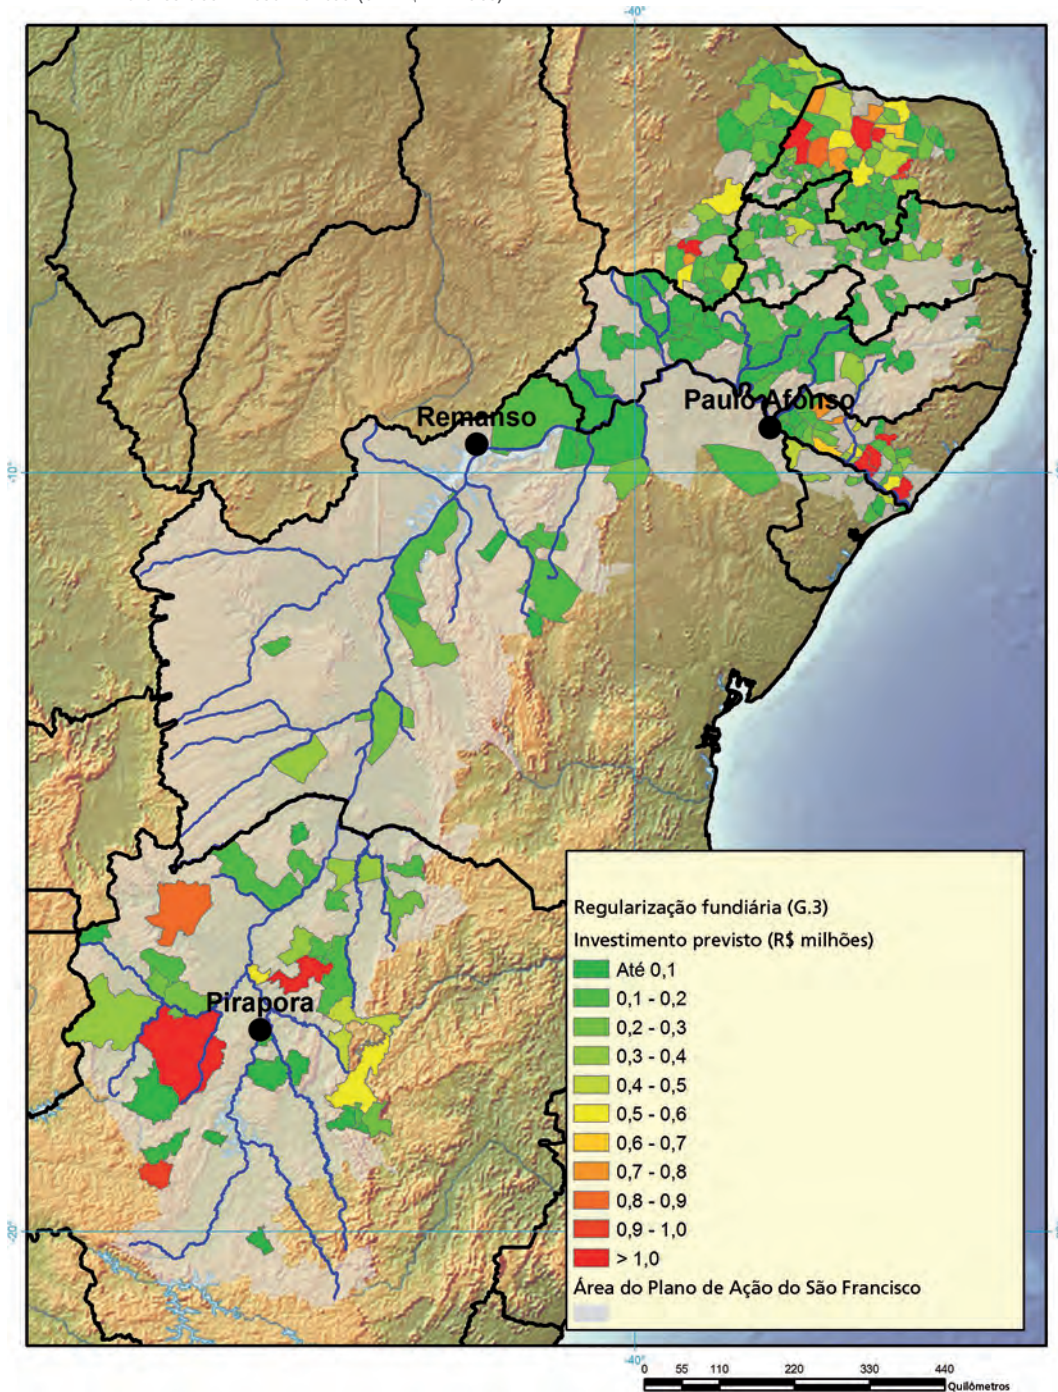 -40°
Remanso
Paulo Afonso
-10°
Pirapora
Regularização fundiária (G.3)
Investimento previsto (R$ milhões)
Até 0,1
0,1 - 0,2
0,2 - 0,3
0,3 - 0,4
0,4 - 0,5
0,5 - 0,6
0,6 - 0,7
0,7 - 0,8
0,8 - 0,9
0,9 - 1,0
> 1,0
Área do Plano de Ação do São Francisco
-20°
-40°
0 55 110 220 330 440
Quilômetros